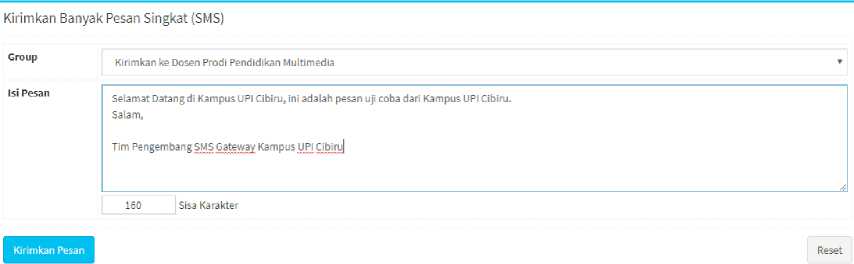 Kirimkan Banyak Pesan Singkat (SMS)
Group
Kirimkan ke Dosen Prodi Pendidikan Multimedia
Isi Pesan
Selamat Datang di Kampus UPI Cibiru, ini adalah pesan uji coba dari Kampus UPI Cibiru.
Salam,
Tim Pengembang SMS Gateway Kampus UPI Cibiru
160 Sisa Karakter
Kirimkan Pesan Reset